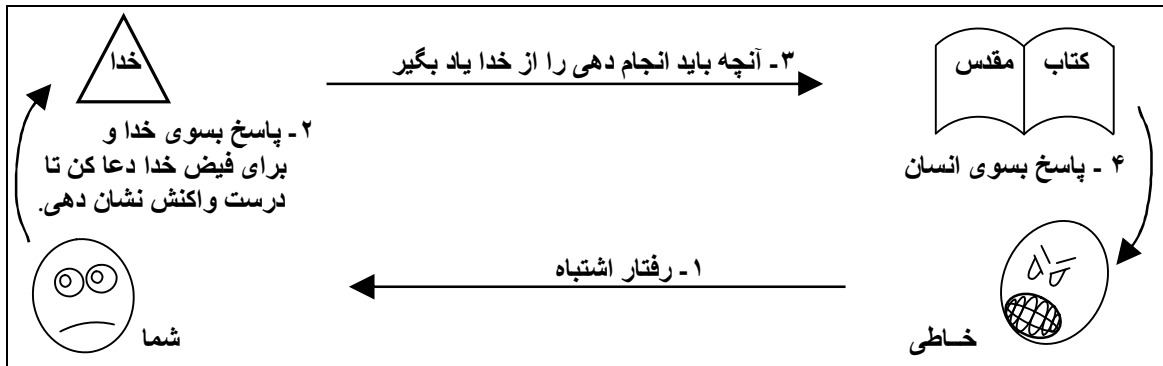 کتاب مقدس
۳ ـ آنچه باید انجام دهی را از خدا یاد بگیر
خدا
۴ ـ پاسخ بسوی انسان
۲ ـ پاسخ بسوی خدا و
برای فیض خدا دعا کن تا
درست واکنش نشان دهی.
۱ ـ رفتار اشتباه
خــاطی
شما